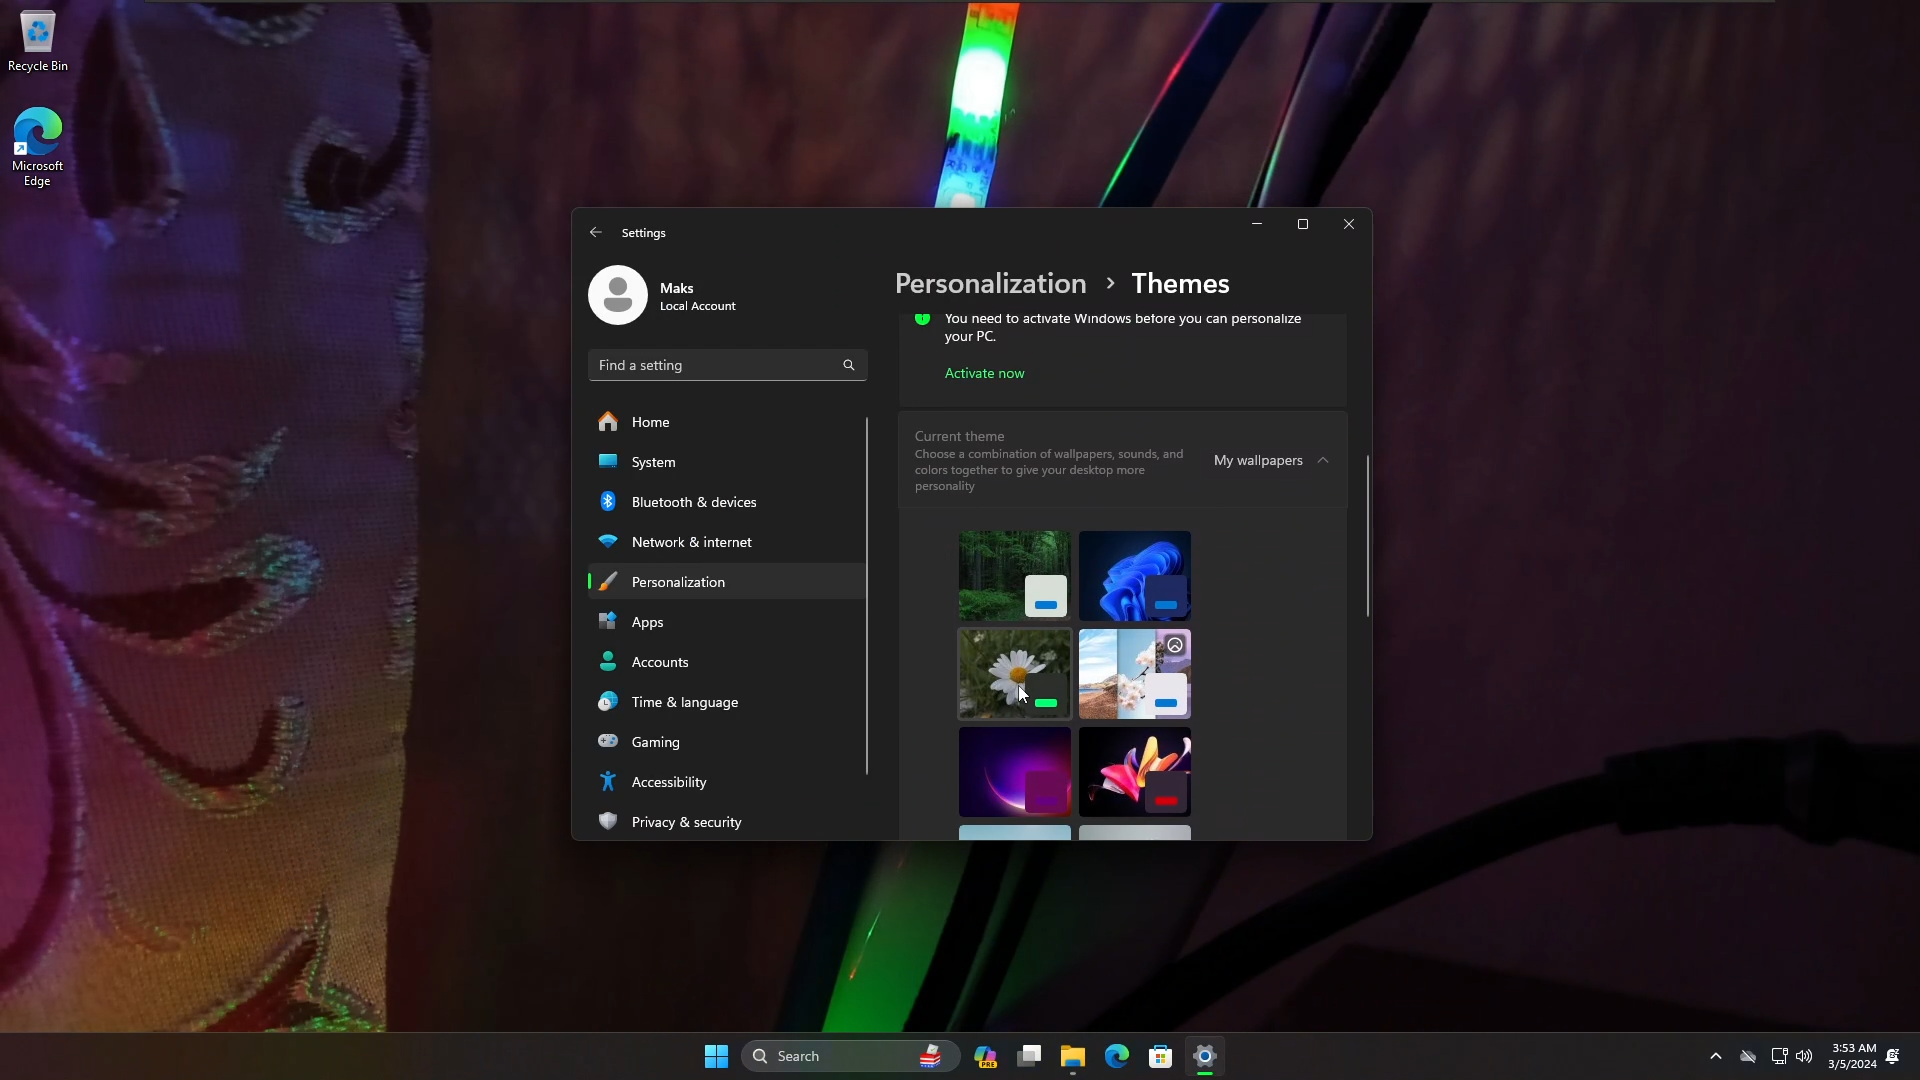 Recycle Bin
Microsoft
Edge
Settings
Maks
Local Account
Find a setting
Home
System
Bluetooth & devices
Network & internet
Personalization
Apps
Accounts
Time & language
Gaming
Accessibility
Privacy & security
Personalization > Themes
You need to activate Windows before you can personalize
your PC.
Activate now
Current theme
Choose a combination of wallpapers, sounds, and
colors together to give your desktop more
personality
My wallpapers
Search
PRE
3:53 AM
3/5/2024